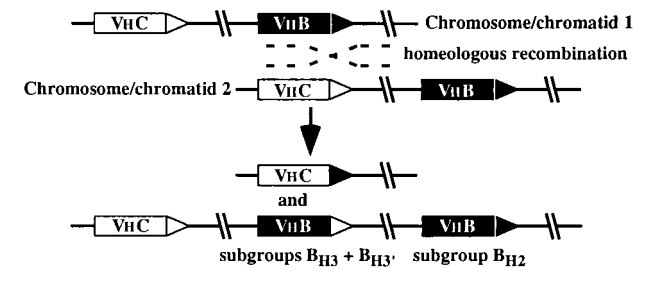 VHC VHB Chromosome/chromatid 1
homeologous recombination
Chromosome/chromatid 2 VHC VHB
VHC
and
VHC VHB VHB
subgroups BH3 + BH3' subgroup BH2